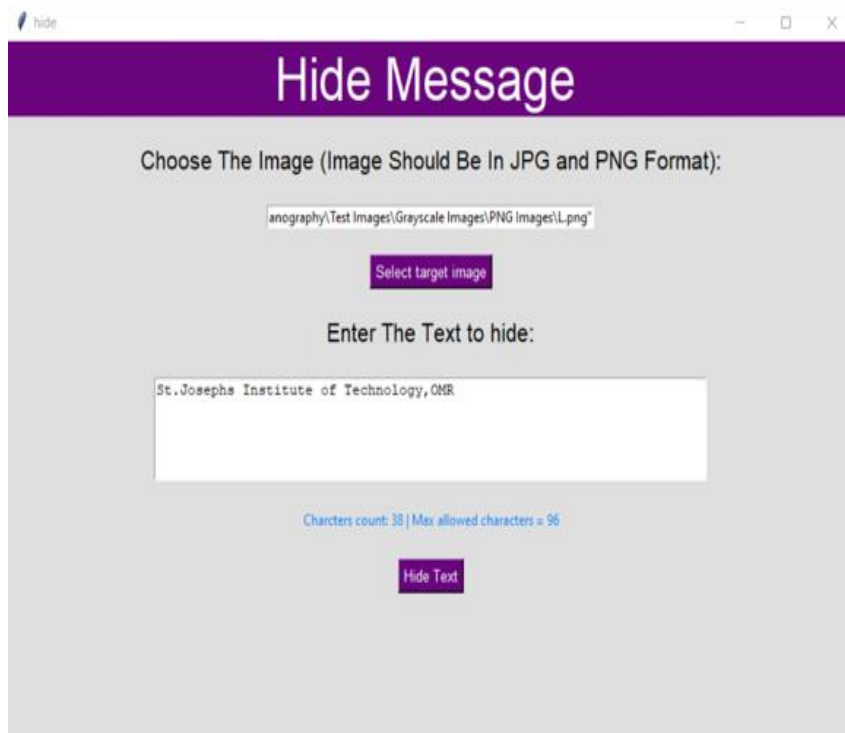 hide
Hide Message
Choose The Image (Image Should Be In JPG and PNG Format):
anography\Test Images\Grayscale Images\PNG Images\L.png"
Select target image
Enter The Text to hide:
St.Josephs Institute of Technology,OMR
Charcters count: 38 | Max allowed characters = 96
Hide Text